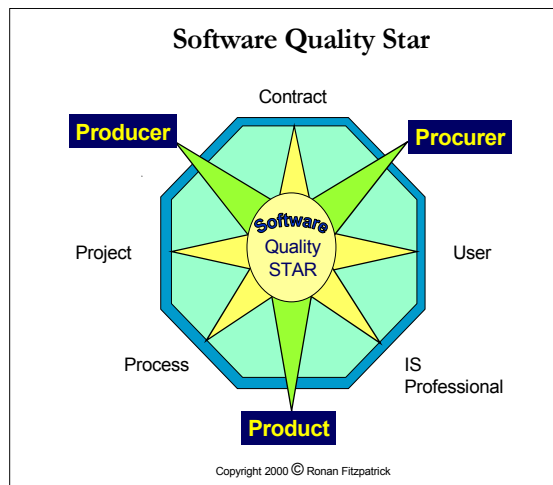 Software Quality Star
Contract
Producer
Procurer
Software
Quality
STAR
Project
User
Process
IS
Professional
Product
Copyright 2000 © Ronan Fitzpatrick